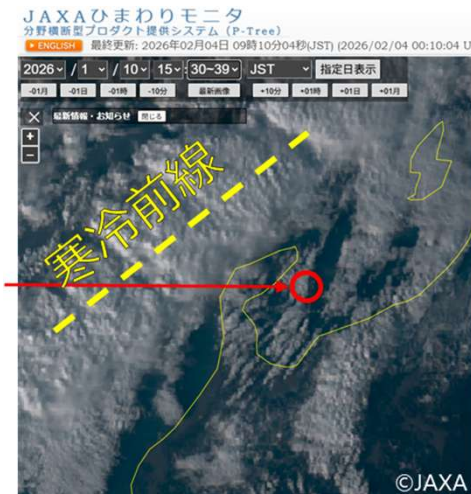 JAXAひまわりモニタ
分野横断型プロダクト提供システム（P-Tree）
▶ ENGLISH 最終更新: 2026年02月04日 09時10分04秒(JST) (2026/02/04 00:10:04 U
2026 / 1 / 10 15 : 30-39 JST 指定日表示
-01月 -01日 -01時 -10分 最新画像 +10分 +01時 +01日 +01月
× 最新情報・お知らせ 閉じる
+
−
寒冷前線
©JAXA